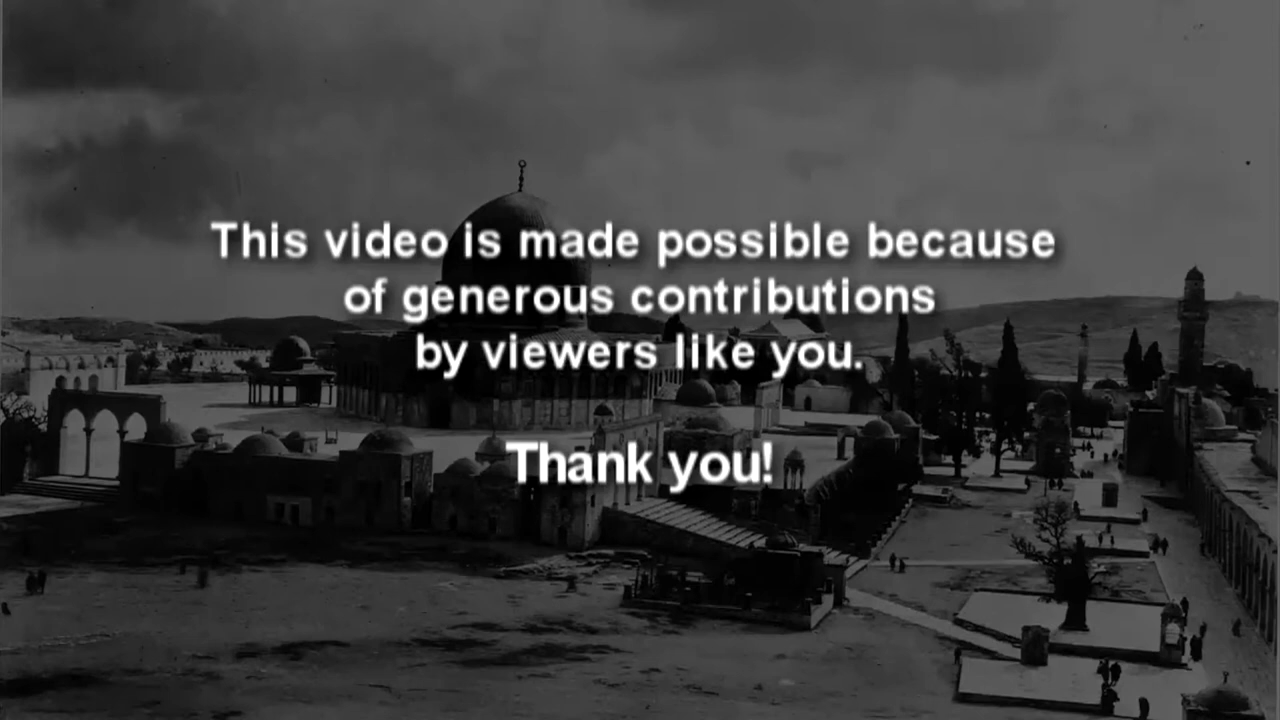 This video is made possible because
of generous contributions
by viewers like you.
Thank you!